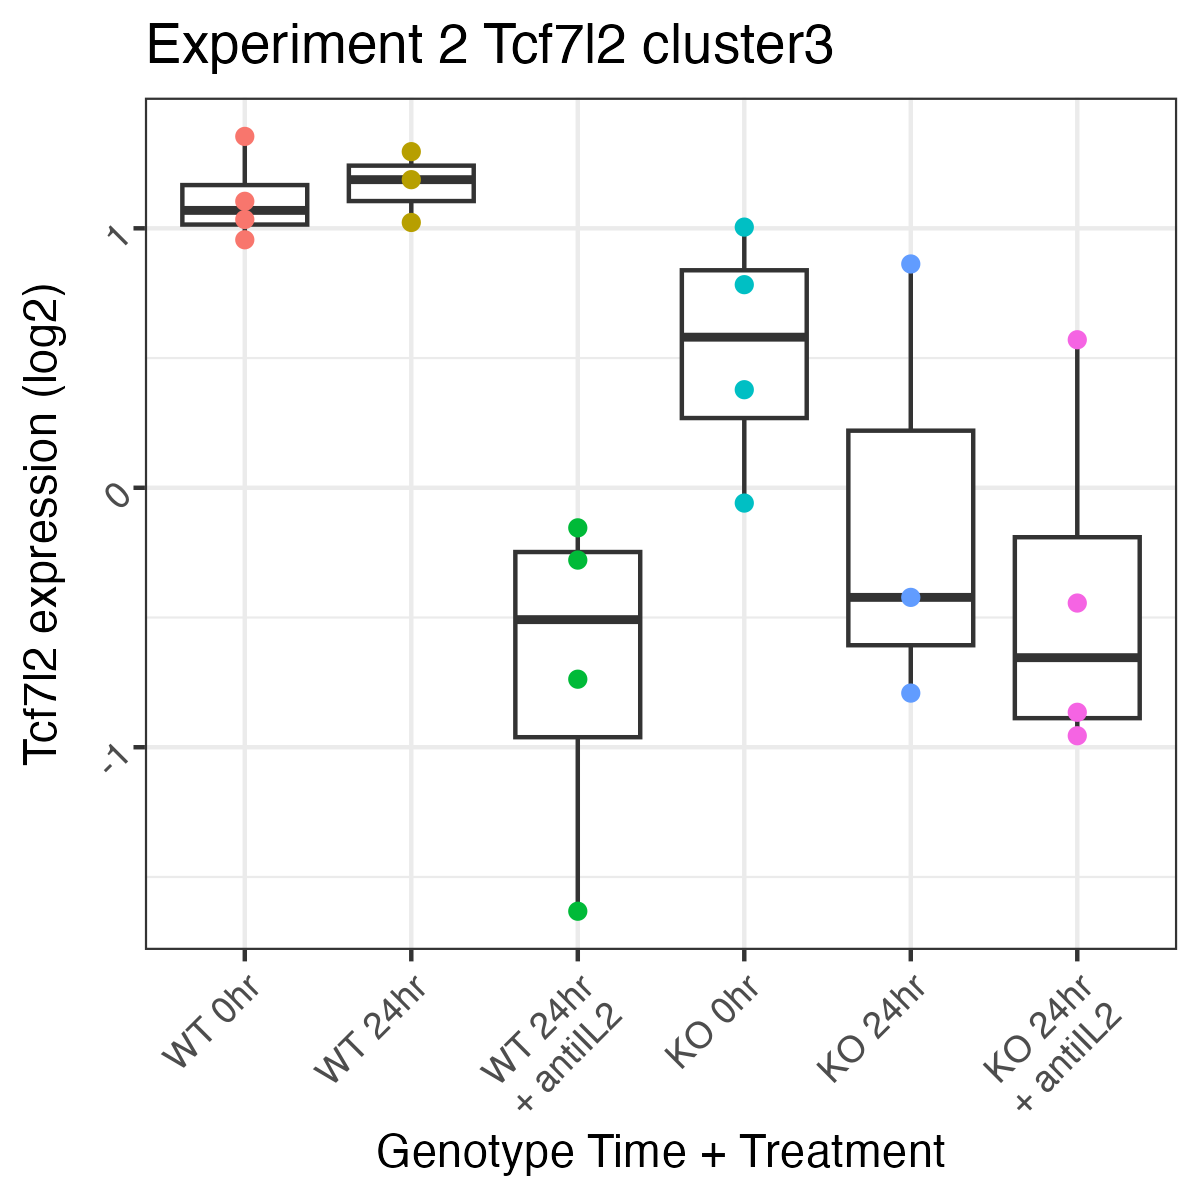 Experiment 2 Tcf7l2 cluster3
Tcf7l2 expression (log2)
1
0
-1
WT 0hr
WT 24hr
WT 24hr
+ antiIL2
KO 0hr
KO 24hr
KO 24hr
+ antiIL2
Genotype Time + Treatment